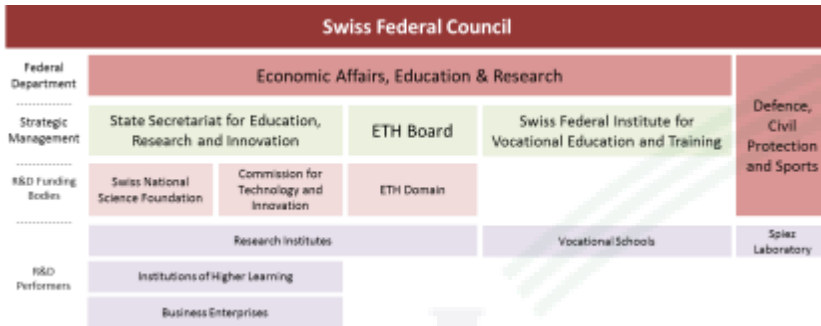 Swiss Federal Council
Federal
Department
Economic Affairs, Education & Research
Defence,
Civil
Protection
and Sports
Strategic
Management
State Secretariat for Education,
Research and Innovation
ETH Board
Swiss Federal Institute for
Vocational Education and Training
R&D Funding
Bodies
Swiss National
Science Foundation
Commission for
Technology and
Innovation
ETH Domain
R&D
Performers
Research Institutes
Vocational Schools
Spiez
Laboratory
Institutions of Higher Learning
Business Enterprises